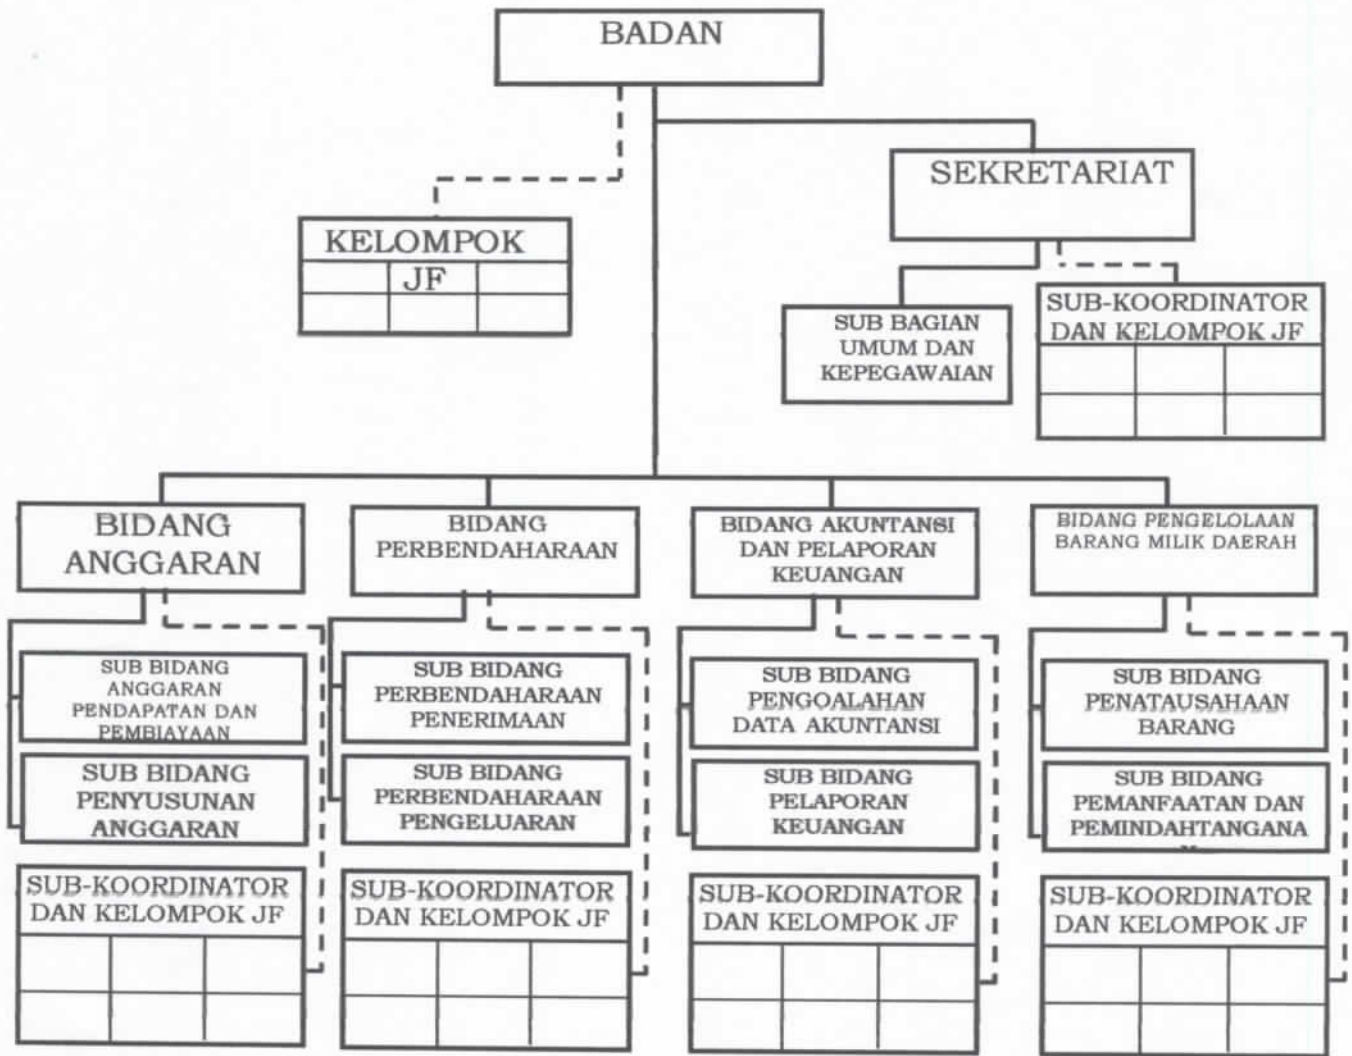 BADAN
SEKRETARIAT
KELOMPOK
JF
SUB BAGIAN
UMUM DAN
KEPEGAWAIAN
SUB-KOORDINATOR
DAN KELOMPOK JF
BIDANG
ANGGARAN
BIDANG
PERBENDAHARAAN
BIDANG AKUNTANSI
DAN PELAPORAN
KEUANGAN
BIDANG PENGELOLAAN
BARANG MILIK DAERAH
SUB BIDANG
ANGGARAN
PENDAPATAN DAN
PEMBIAYAAN
SUB BIDANG
PERBENDAHARAAN
PENERIMAAN
SUB BIDANG
PENGOALAHAN
DATA AKUNTANSI
SUB BIDANG
PENATAUSAHAAN
BARANG
SUB BIDANG
PENYUSUNAN
ANGGARAN
SUB BIDANG
PERBENDAHARAAN
PENGELUARAN
SUB BIDANG
PELAPORAN
KEUANGAN
SUB BIDANG
PEMANFAATAN DAN
PEMINDAHTANGANA
SUB-KOORDINATOR
DAN KELOMPOK JF
SUB-KOORDINATOR
DAN KELOMPOK JF
SUB-KOORDINATOR
DAN KELOMPOK JF
SUB-KOORDINATOR
DAN KELOMPOK JF